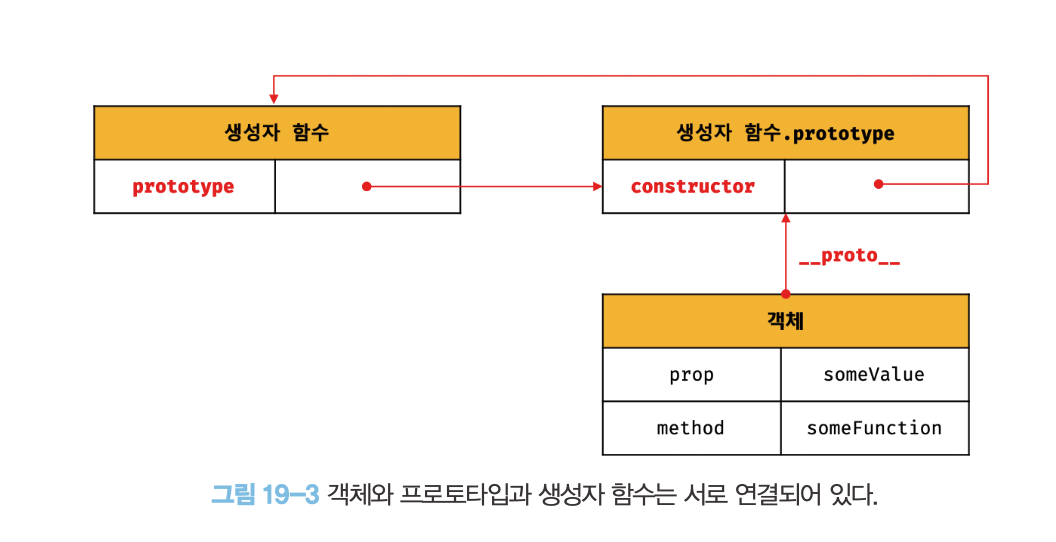 생성자 함수
생성자 함수.prototype
prototype
constructor
__proto__
객체
prop
someValue
method
someFunction
그림 19-3 객체와 프로토타입과 생성자 함수는 서로 연결되어 있다.